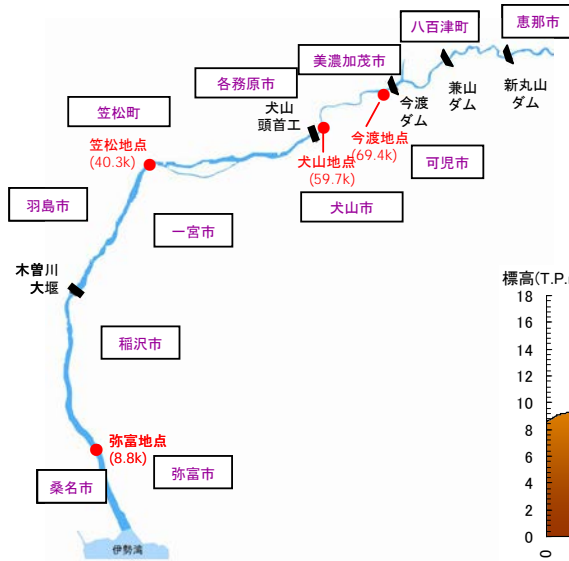 恵那市
八百津町
美濃加茂市
各務原市
犬山
頭首工
今渡
ダム
兼山
ダム
新丸山
ダム
笠松町
笠松地点
(40.3k)
犬山地点
(59.7k)
今渡地点
(69.4k)
可児市
羽島市
一宮市
犬山市
木曽川
大堰
稲沢市
弥富地点
(8.8k)
桑名市
弥富市
伊勢湾
標高(T.P.
18
16
14
12
10
8
6
4
2
0
0